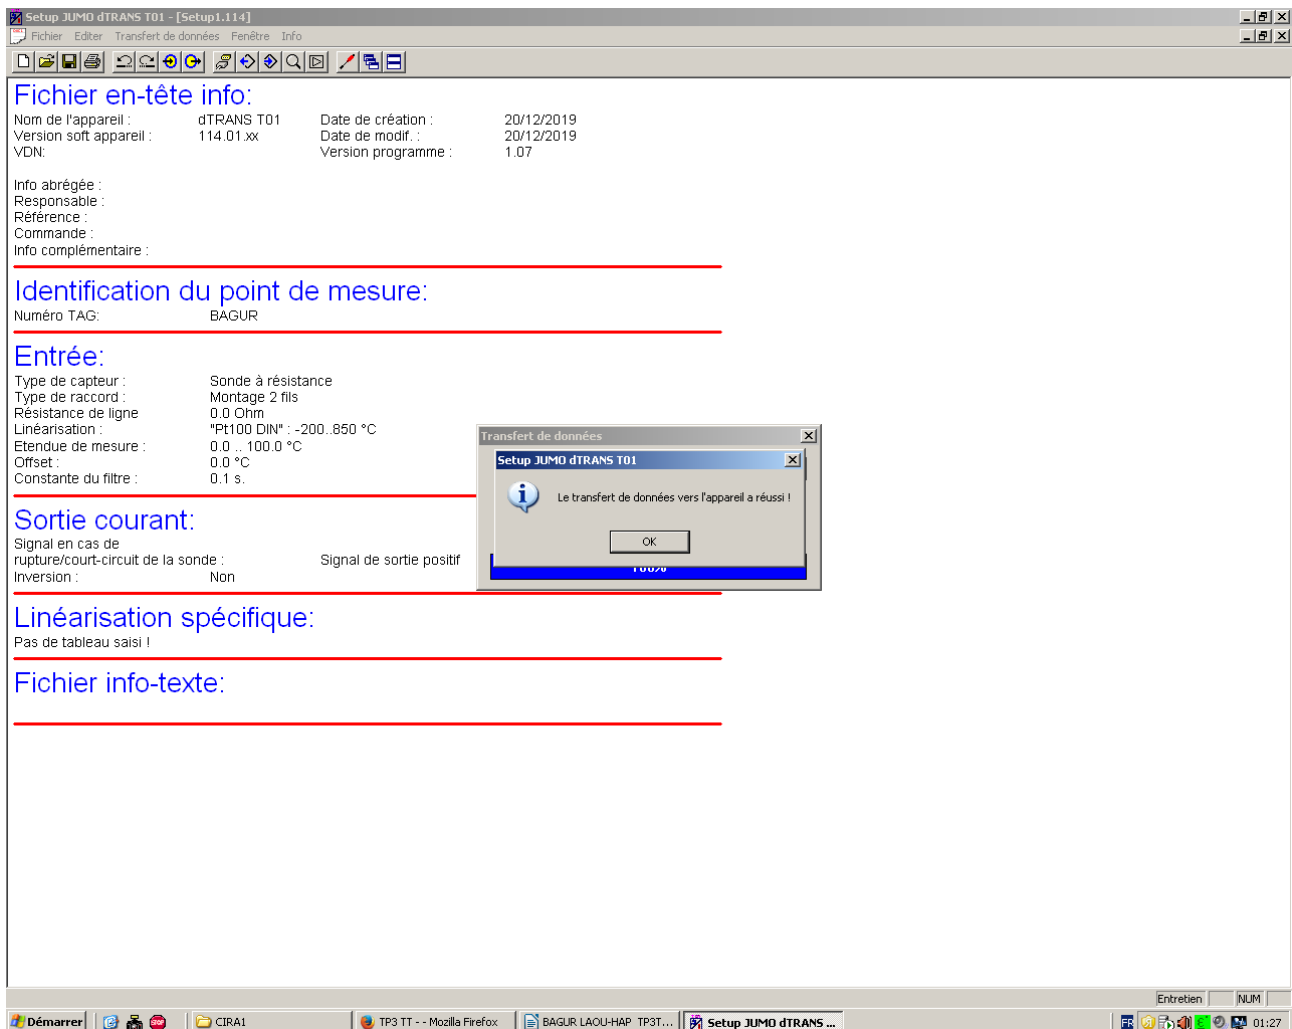 Setup JUMO dTRANS T01 - [Setup1.114]
Fichier Editer Transfert de données Fenêtre Info
Fichier en-tête info:
Nom de l'appareil : dTRANS T01 Date de création : 20/12/2019
Version soft appareil : 114.01.xx Date de modif. : 20/12/2019
VDN: Version programme : 1.07
Info abrégée :
Responsable :
Référence :
Commande :
Info complémentaire :
Identification du point de mesure:
Numéro TAG: BAGUR
Entrée:
Type de capteur : Sonde à résistance
Type de raccord : Montage 2 fils
Résistance de ligne 0.0 Ohm
Linéarisation : "Pt100 DIN" : -200..850 °C
Etendue de mesure : 0.0 .. 100.0 °C
Offset : 0.0 °C
Constante du filtre : 0.1 s.
Transfert de données
Setup JUMO dTRANS T01
Le transfert de données vers l'appareil a réussi !
OK
100%
Sortie courant:
Signal en cas de
rupture/court-circuit de la sonde : Signal de sortie positif
Inversion : Non
Linéarisation spécifique:
Pas de tableau saisi !
Fichier info-texte:
Entretien NUM
Démarrer CIRA1 TP3 TT - - Mozilla Firefox BAGUR LAOU-HAP TP3T... Setup JUMO dTRANS ... FR 01:27